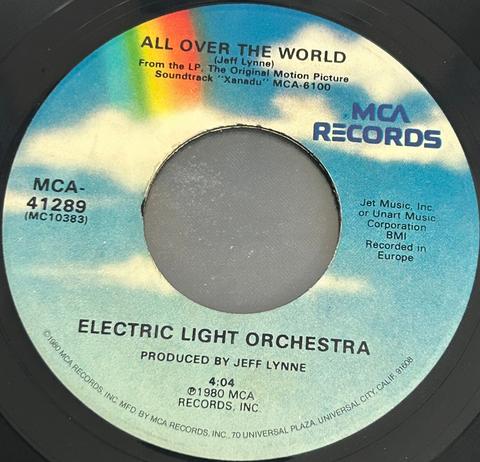 ALL OVER THE WORLD
(Jeff Lynne)
From the LP, The Original Motion Picture
Soundtrack "Xanadu" MCA-6100
MCA
RECORDS
MCA-
41289
(MC10383)
Jet Music, Inc.
or Unart Music
Corporation
BMI
Recorded in
Europe
ELECTRIC LIGHT ORCHESTRA
PRODUCED BY JEFF LYNNE
4:04
℗1980 MCA
RECORDS, INC.
©1980 MCA RECORDS, INC. MFD. BY MCA RECORDS, INC., 70 UNIVERSAL PLAZA, UNIVERSAL CITY, CALIF. 91608